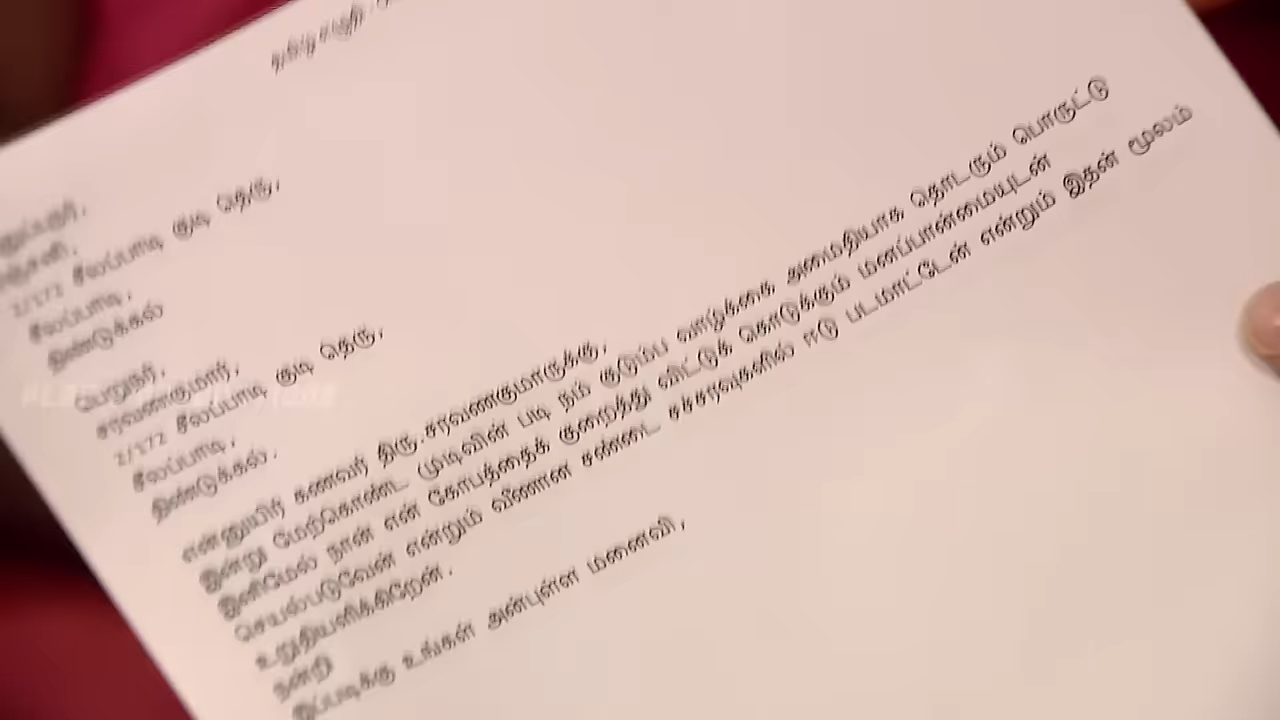 அனுப்புநர்,
2/172 சீலப்பாடி குடி தெரு,
சீலப்பாடி,
திண்டுக்கல்
பெறுநர்,
சரவணகுமார்,
2/172 சீலப்பாடி குடி தெரு,
சீலப்பாடி,
திண்டுக்கல்.
என்னுயிர் கணவர் திரு.சரவணகுமாருக்கு,
இன்று மேற்கொண்ட முடிவின் படி நம் குடும்ப வாழ்க்கை அமைதியாக தொடரும் பொருட்டு
இனிமேல் நான் என் கோபத்தைக் குறைத்து விட்டுக் கொடுக்கும் மனப்பான்மையுடன்
செயல்படுவேன் என்றும் வீணான சண்டை சச்சரவுகளில் ஈடு படமாட்டேன் என்றும் இதன் மூலம்
உறுதியளிக்கிறேன்.
நன்றி
இப்படிக்கு உங்கள் அன்புள்ள மனைவி,